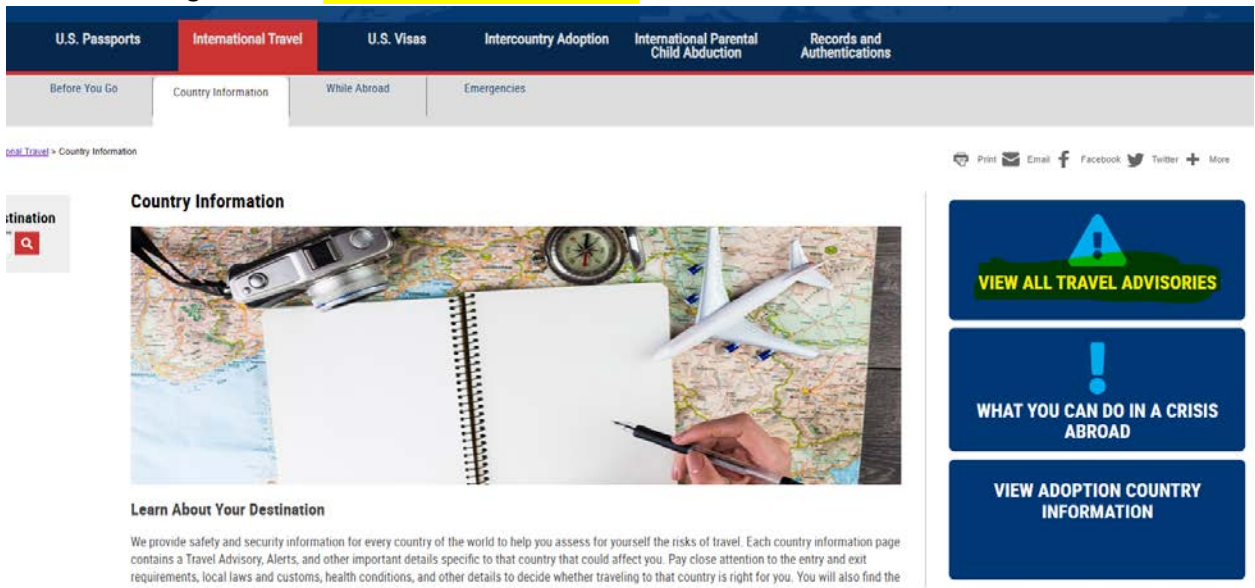 U.S. Passports
International Travel
U.S. Visas
Intercountry Adoption
International Parental
Child Abduction
Records and
Authentications
Before You Go
Country Information
While Abroad
Emergencies
onal Travel > Country Information
Print Email Facebook Twitter More
stination
Country Information
VIEW ALL TRAVEL ADVISORIES
WHAT YOU CAN DO IN A CRISIS
ABROAD
VIEW ADOPTION COUNTRY
INFORMATION
Learn About Your Destination
We provide safety and security information for every country of the world to help you assess for yourself the risks of travel. Each country information page
contains a Travel Advisory, Alerts, and other important details specific to that country that could affect you. Pay close attention to the entry and exit
requirements, local laws and customs, health conditions, and other details to decide whether traveling to that country is right for you. You will also find the